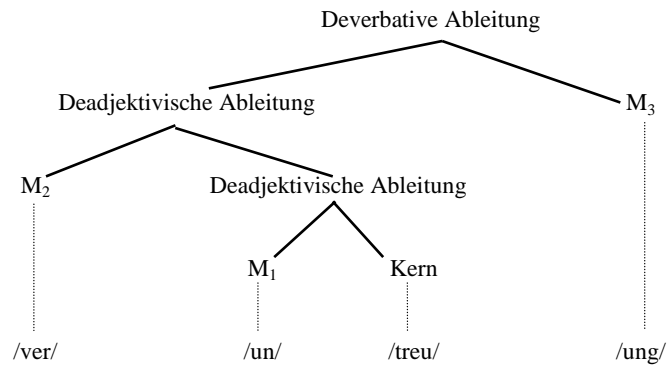 Deverbative Ableitung
Deadjektivische Ableitung M₃
M₂ Deadjektivische Ableitung
M₁ Kern
/ver/ /un/ /treu/ /ung/